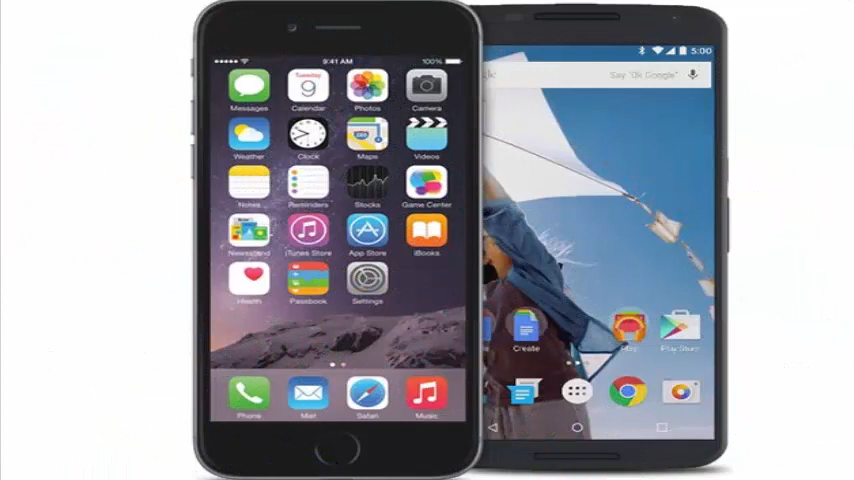 9:41 AM 100%
Tuesday
9
Messages Calendar Photos Camera
Weather Clock Maps Videos
Notes Reminders Stocks Game Center
Newsstand iTunes Store App Store iBooks
Health Passbook Settings
Phone Mail Safari Music
5:00
Say "Ok Google"
Create Play Store